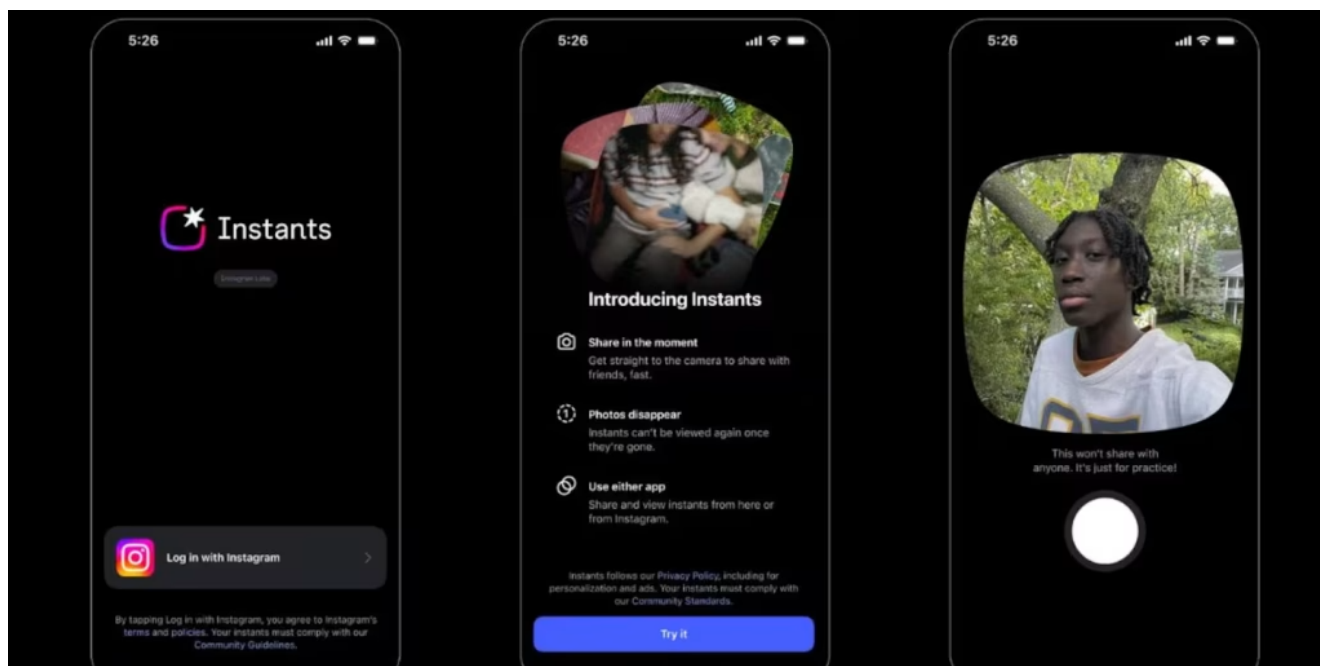 5:26
Instants
Instagram Labs
Log in with Instagram
By tapping Log in with Instagram, you agree to Instagram's
terms and policies. Your instants must comply with our
Community Guidelines.
5:26
Introducing Instants
Share in the moment
Get straight to the camera to share with
friends, fast.
1
Photos disappear
Instants can't be viewed again once
they're gone.
Use either app
Share and view instants from here or
from Instagram.
Instants follows our Privacy Policy, including for
personalization and ads. Your instants must comply with
our Community Standards.
Try it
5:26
This won't share with
anyone. It's just for practice!